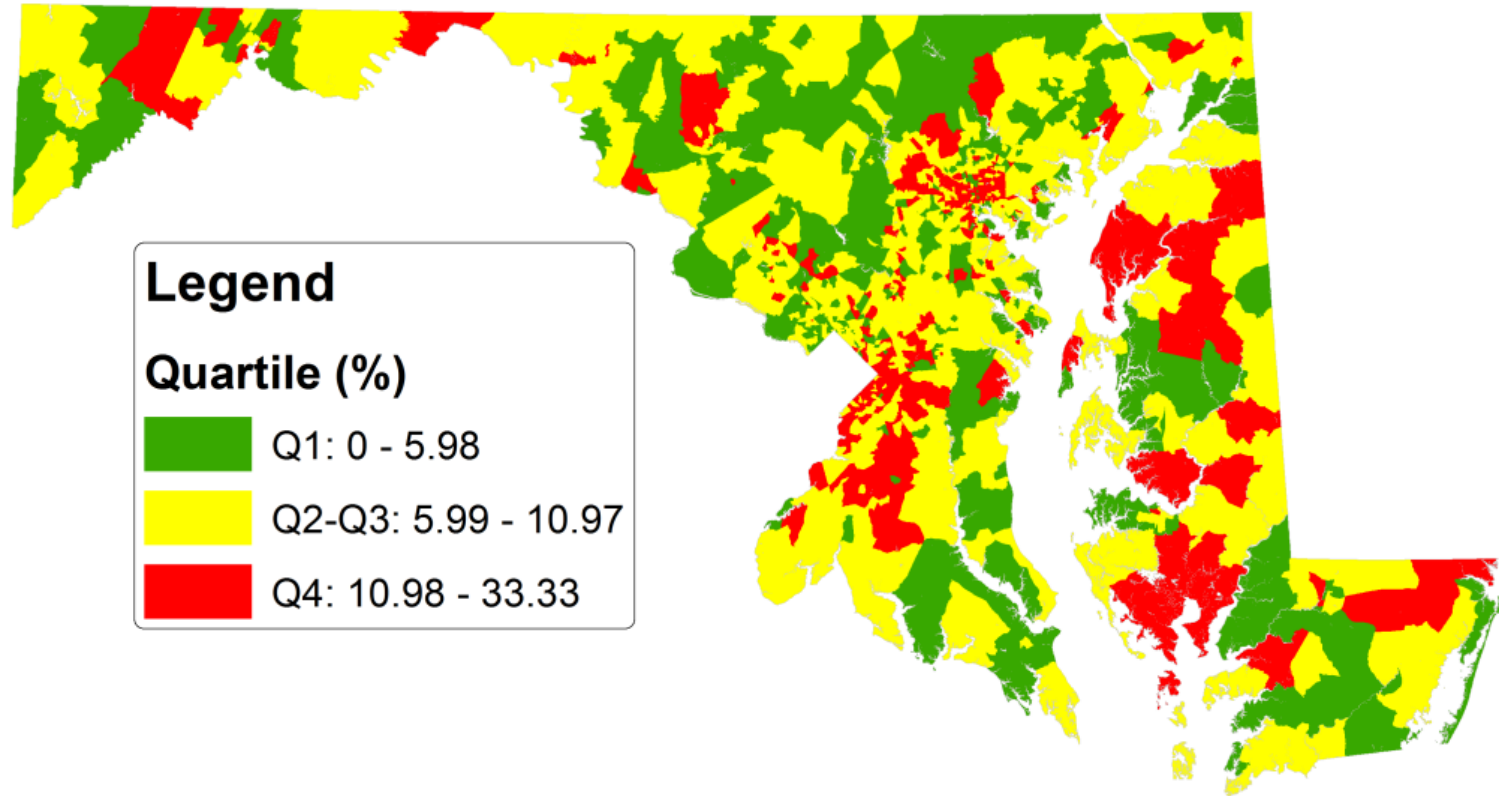 Legend
Quartile (%)
Q1: 0 - 5.98
Q2-Q3: 5.99 - 10.97
Q4: 10.98 - 33.33